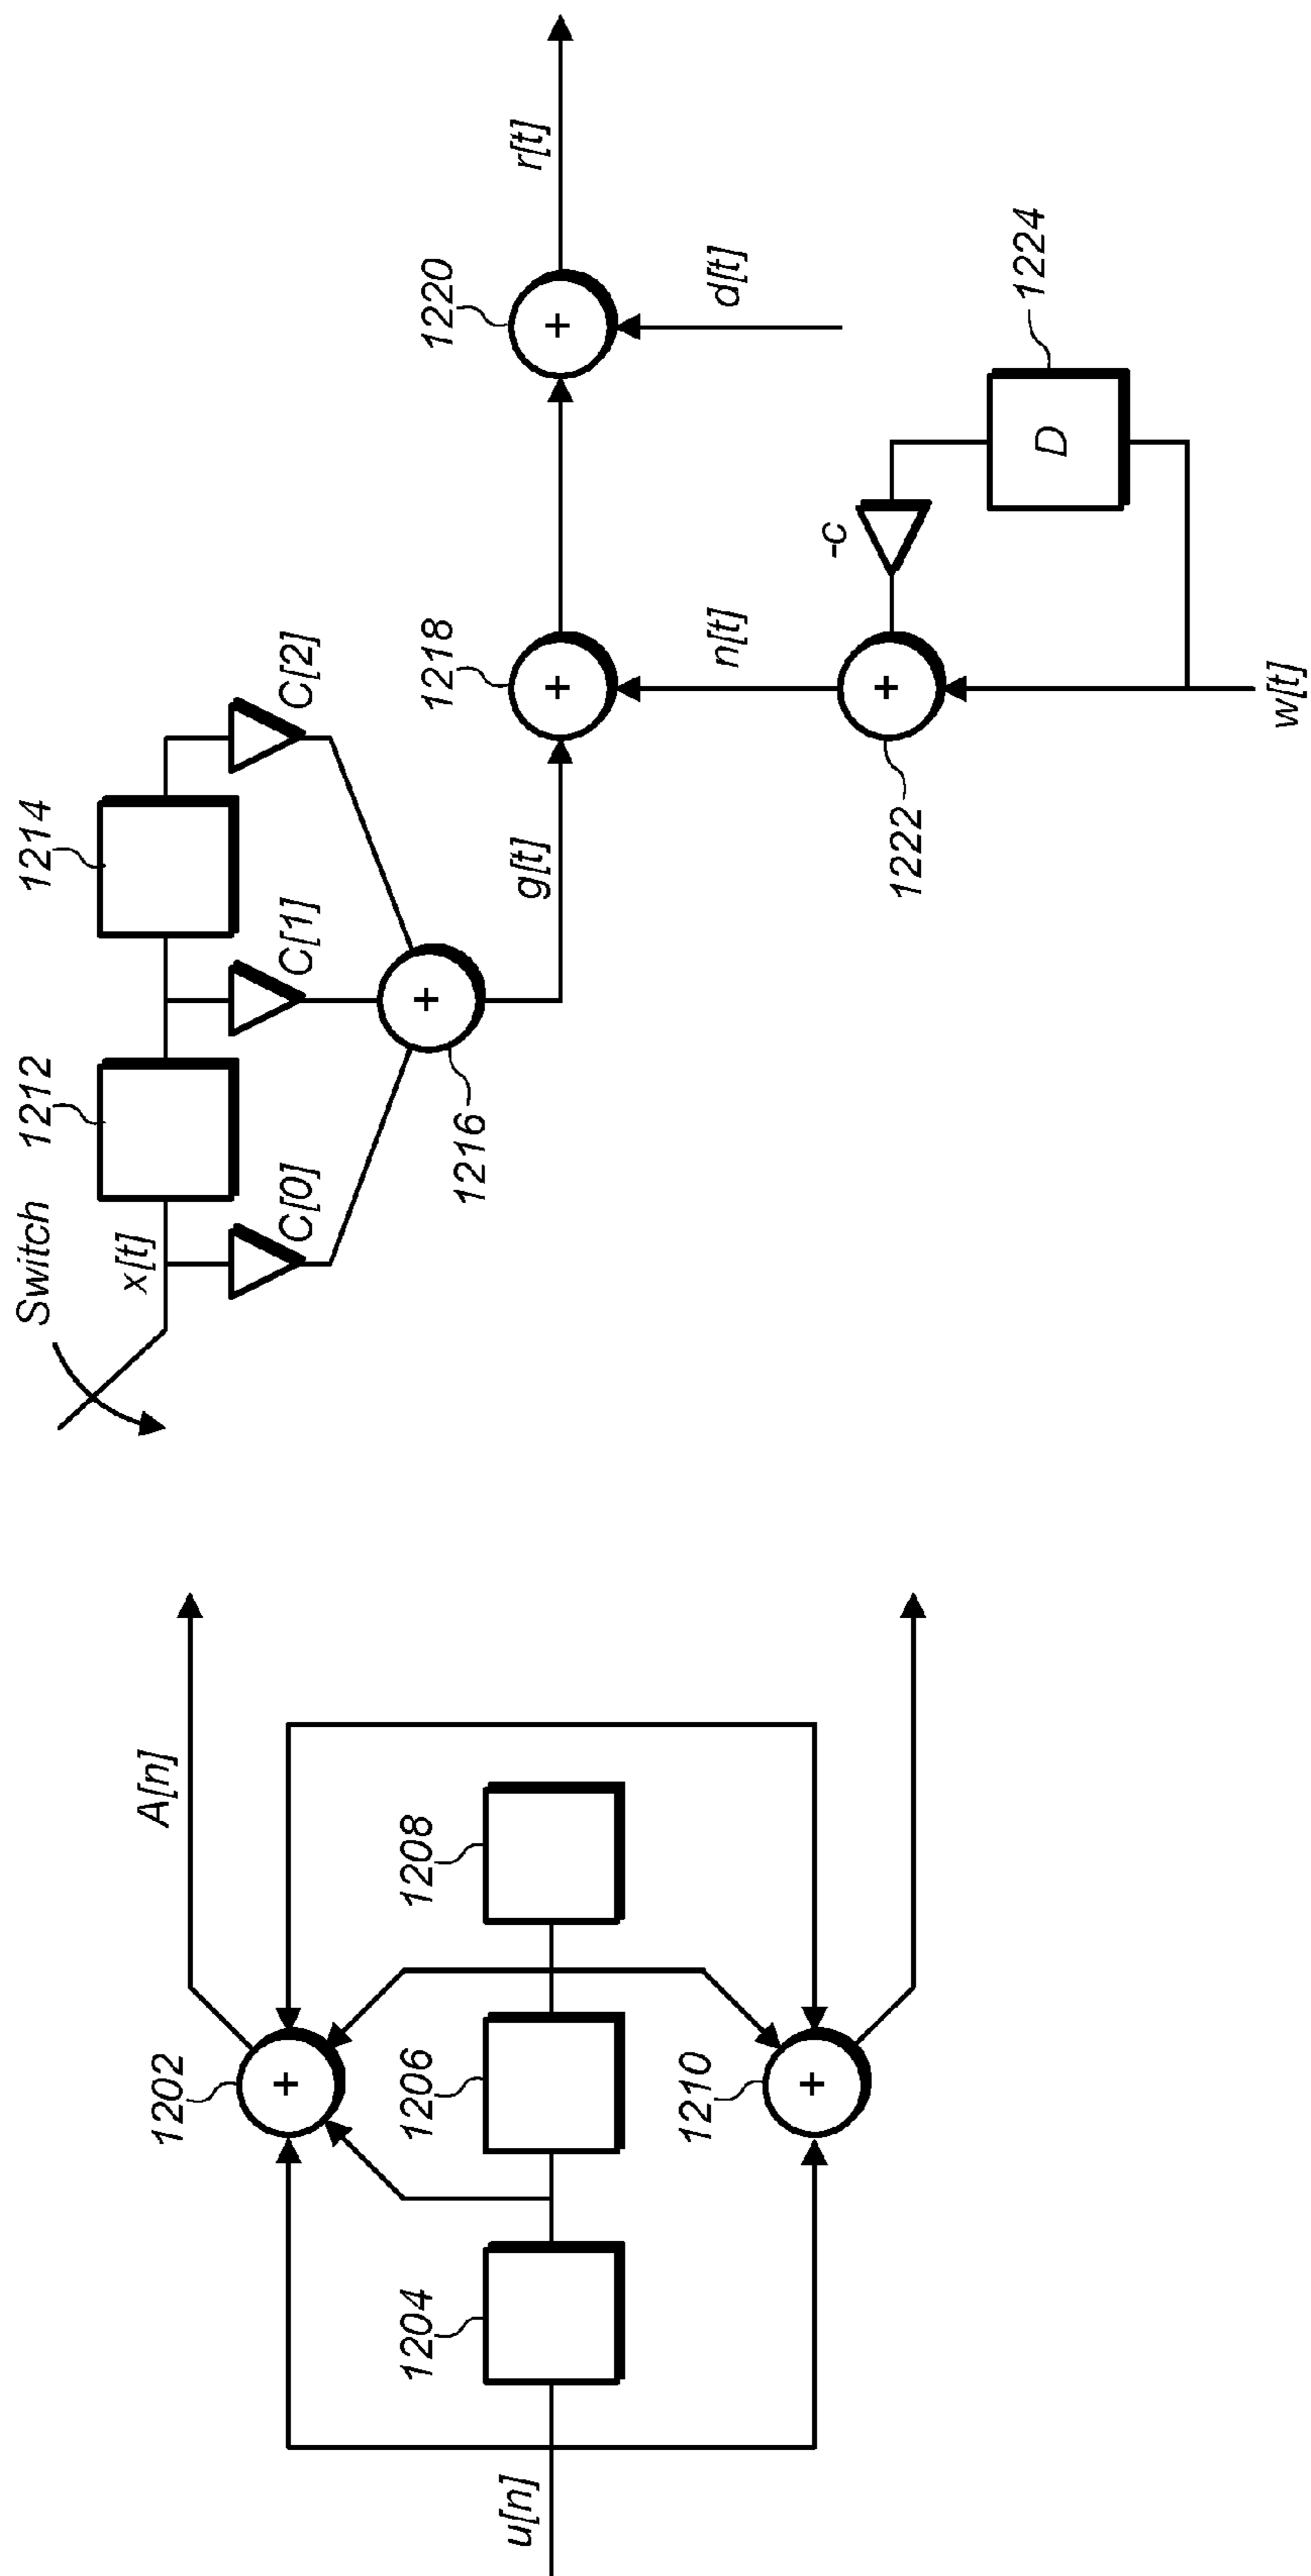 u[n]
1202
A[n]
1204
1206
1208
1210
Switch
x[t]
1212
1214
C[0]
C[1]
C[2]
1216
g[t]
1218
+
1220
+
r[t]
n[t]
d[t]
1222
+
-c
D
1224
w[t]
+
+
+